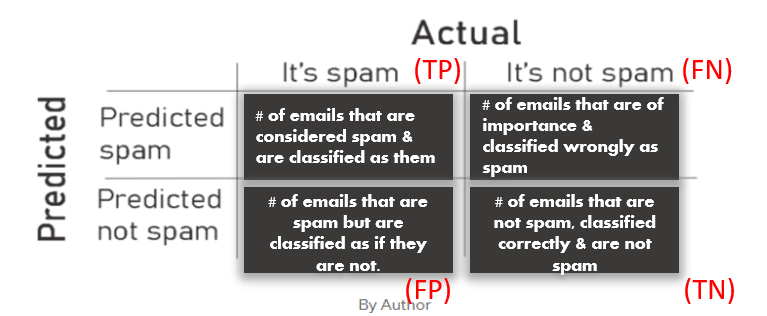 Actual
It's spam (TP) It's not spam (FN)
Predicted
Predicted
spam
# of emails that are
considered spam &
are classified as them
# of emails that are of
importance &
classified wrongly as
spam
Predicted
not spam
# of emails that are
spam but are
classified as if they
are not.
# of emails that are
not spam, classified
correctly & are not
spam
(FP)
(TN)
By Author